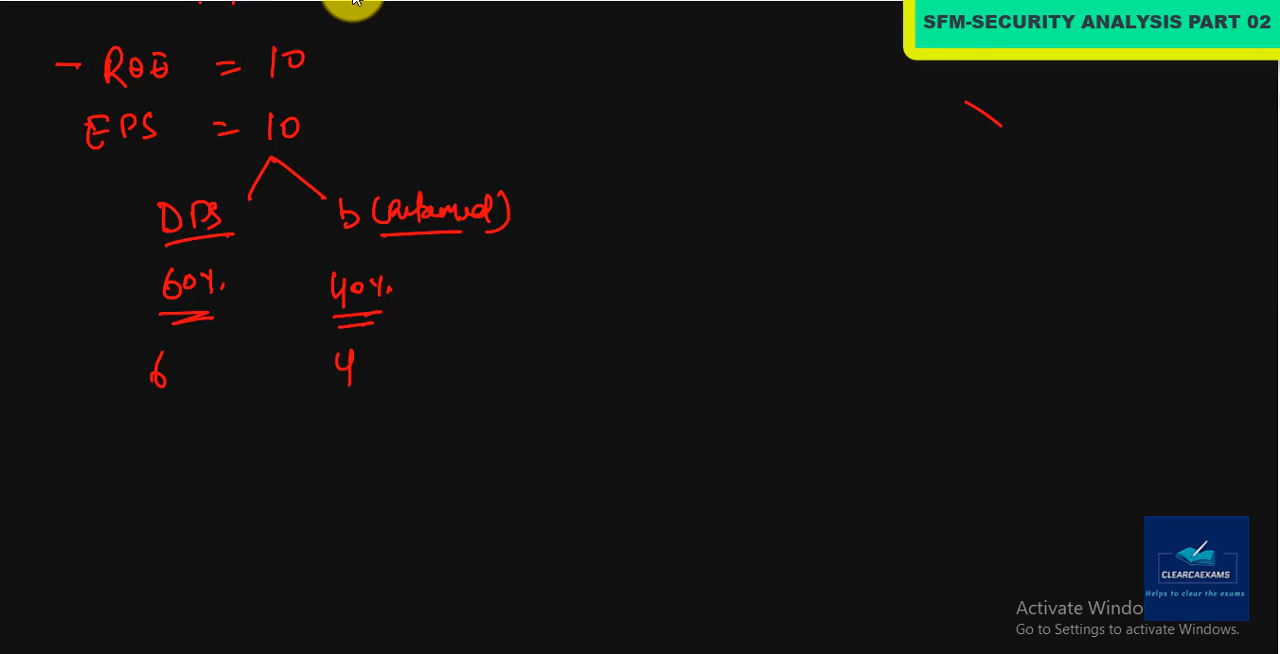 SFM-SECURITY ANALYSIS PART 02
- ROE = 10
EPS = 10
DPS b (retained)
60%. 40%.
6 4
CLEARCAEXAMS
Helps to clear the exams
Activate Windo
Go to Settings to activate Windows.